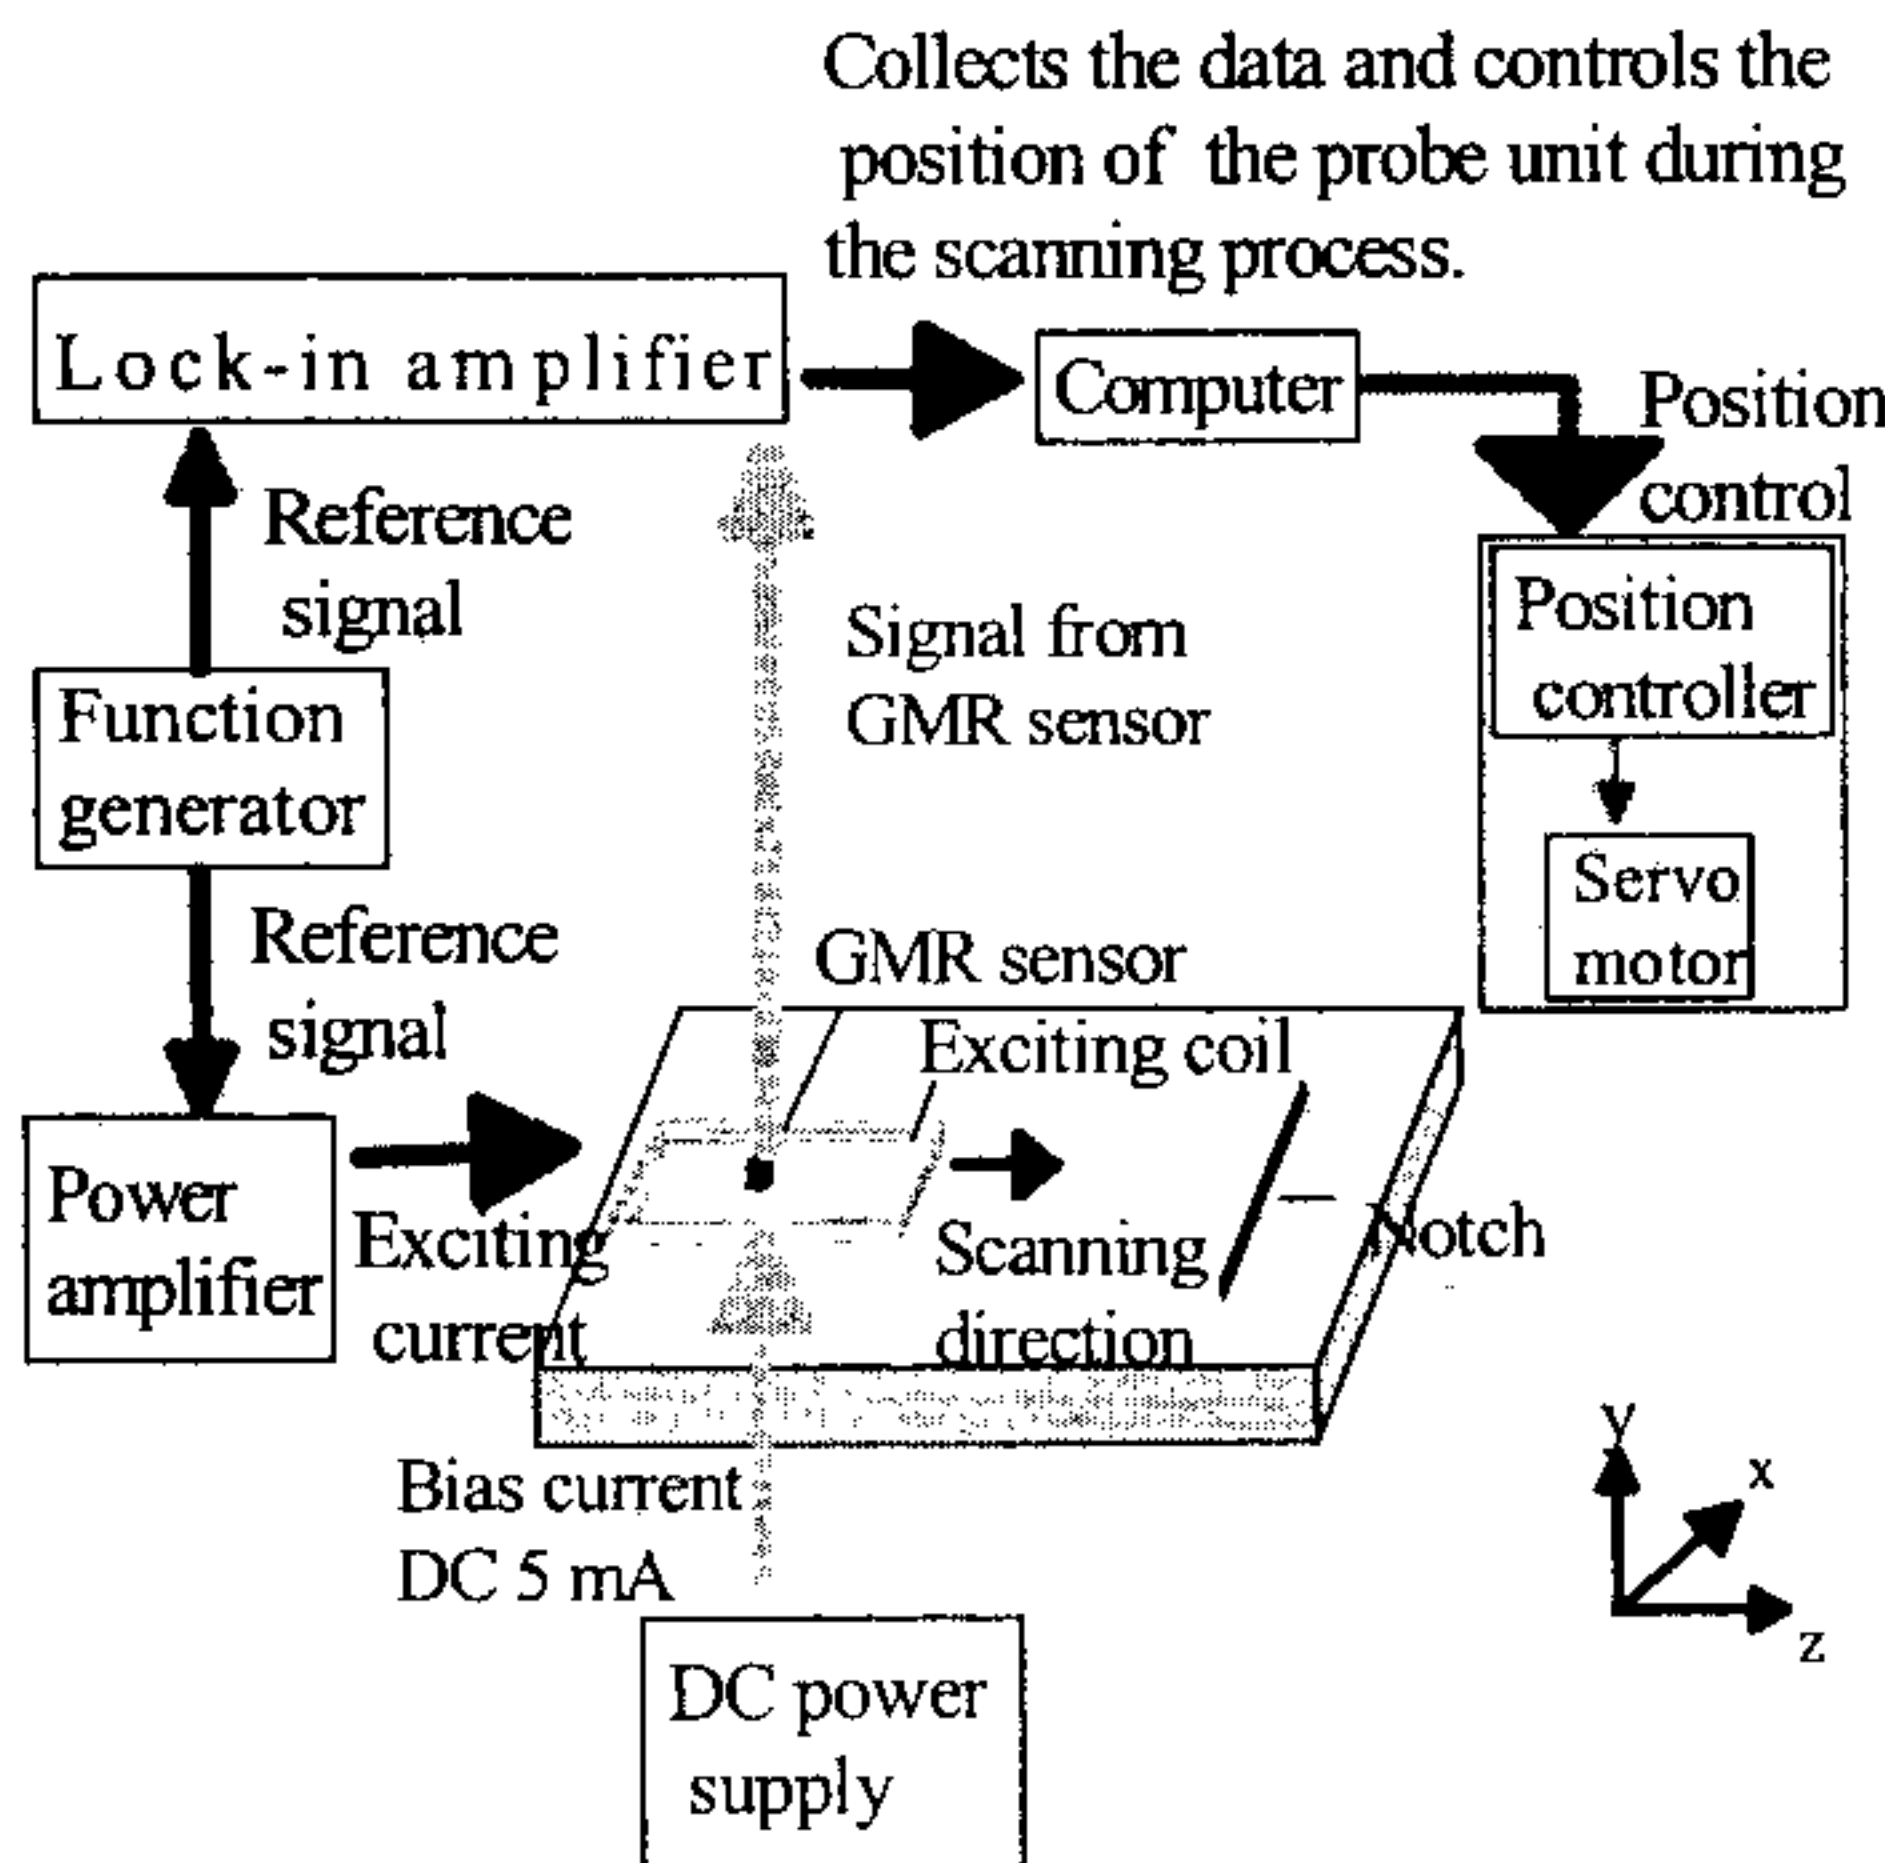 Collects the data and controls the
position of the probe unit during
the scanning process.
Lock-in amplifier
Computer
Position
control
Reference
signal
Signal from
GMR sensor
Position
controller
Function
generator
Servo
motor
Reference
signal
GMR sensor
Exciting coil
Power
amplifier
Exciting
current
Scanning
direction
Notch
Bias current
DC 5 mA
y
x
z
DC power
supply